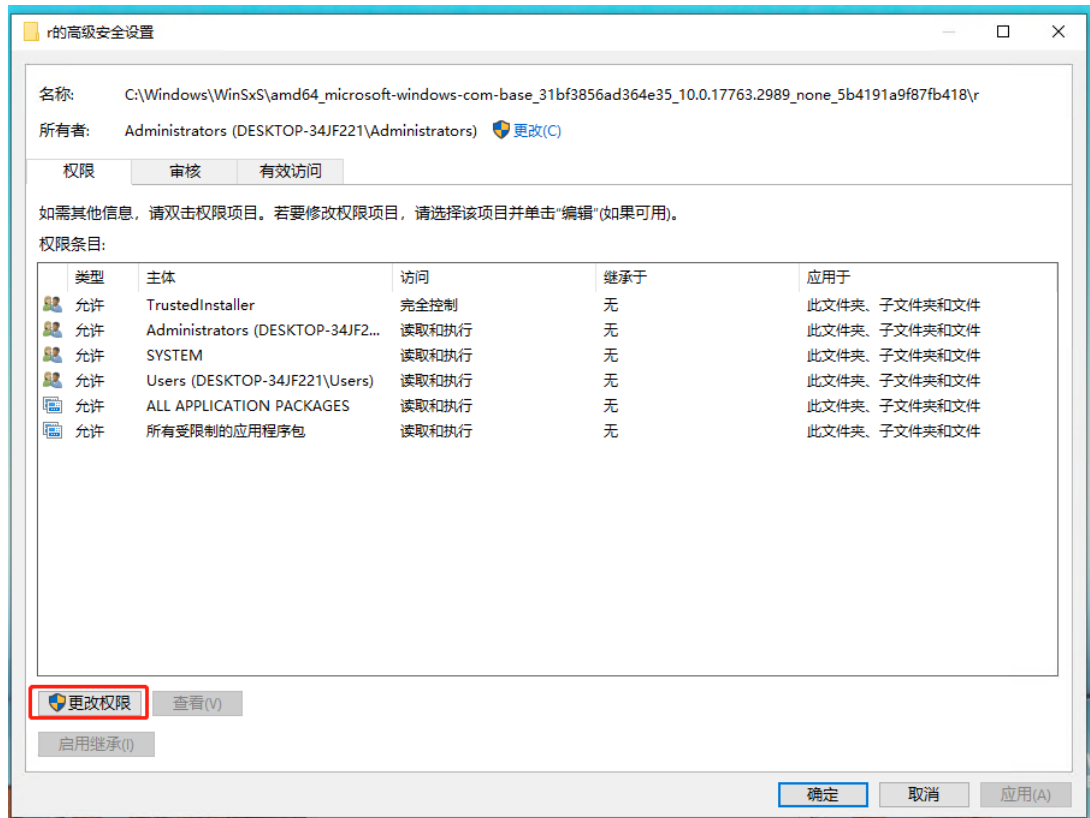 r的高级安全设置
名称: C:\Windows\WinSxS\amd64_microsoft-windows-com-base_31bf3856ad364e35_10.0.17763.2989_none_5b4191a9f87fb418\r
所有者: Administrators (DESKTOP-34JF221\Administrators) 更改(C)
权限 审核 有效访问
如需其他信息，请双击权限项目。若要修改权限项目，请选择该项目并单击“编辑”(如果可用)。
权限条目:
类型 主体 访问 继承于 应用于
允许 TrustedInstaller 完全控制 无 此文件夹、子文件夹和文件
允许 Administrators (DESKTOP-34JF2... 读取和执行 无 此文件夹、子文件夹和文件
允许 SYSTEM 读取和执行 无 此文件夹、子文件夹和文件
允许 Users (DESKTOP-34JF221\Users) 读取和执行 无 此文件夹、子文件夹和文件
允许 ALL APPLICATION PACKAGES 读取和执行 无 此文件夹、子文件夹和文件
允许 所有受限制的应用程序包 读取和执行 无 此文件夹、子文件夹和文件
更改权限 查看(V)
启用继承(I)
确定 取消 应用(A)